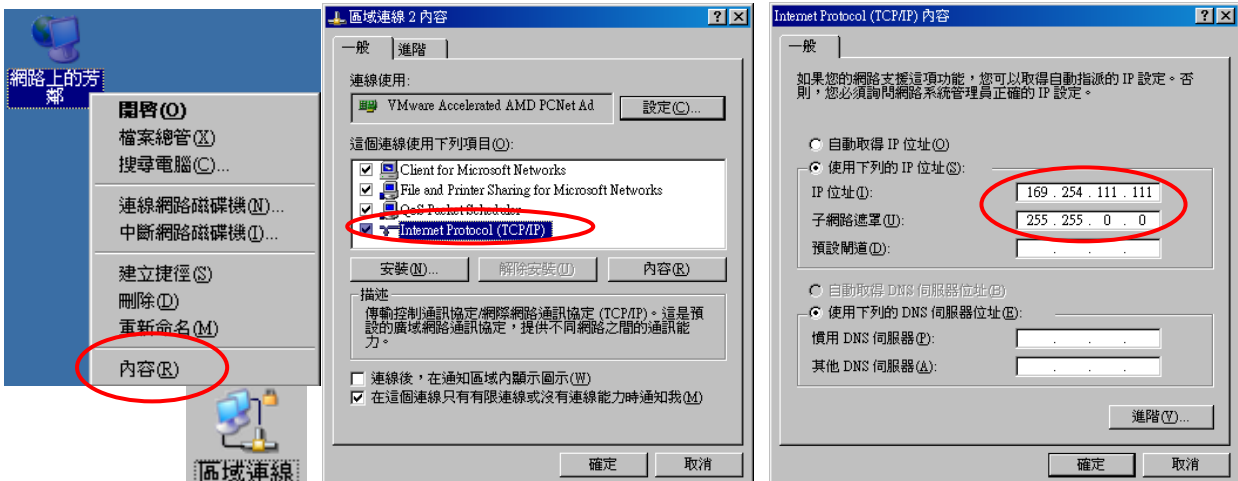 網路上的芳
鄰
開啓(O)
檔案總管(X)
搜尋電腦(C)...
連線網路磁碟機(N)...
中斷網路磁碟機(I)...
建立捷徑(S)
刪除(D)
重新命名(M)
內容(R)
區域連線
區域連線 2 內容
一般
進階
連線使用:
VMware Accelerated AMD PCNet Ad
設定(C)...
這個連線使用下列項目(O):
Client for Microsoft Networks
File and Printer Sharing for Microsoft Networks
QoS Packet Scheduler
Internet Protocol (TCP/IP)
安裝(N)...
解除安裝(U)
內容(R)
描述
傳輸控制通訊協定/網際網路通訊協定 (TCP/IP)。這是預
設的廣域網路通訊協定，提供不同網路之間的通訊能
力。
連線後，在通知區域內顯示圖示(W)
在這個連線只有有限連線或沒有連線能力時通知我(M)
確定
取消
Internet Protocol (TCP/IP) 內容
一般
如果您的網路支援這項功能，您可以取得自動指派的 IP 設定。否
則，您必須詢問網路系統管理員正確的 IP 設定。
自動取得 IP 位址(O)
使用下列的 IP 位址(S):
IP 位址(I):
169 . 254 . 111 . 111
子網路遮罩(U):
255 . 255 . 0 . 0
預設閘道(D):
自動取得 DNS 伺服器位址(B)
使用下列的 DNS 伺服器位址(E):
慣用 DNS 伺服器(P):
其他 DNS 伺服器(A):
進階(V)...
確定
取消